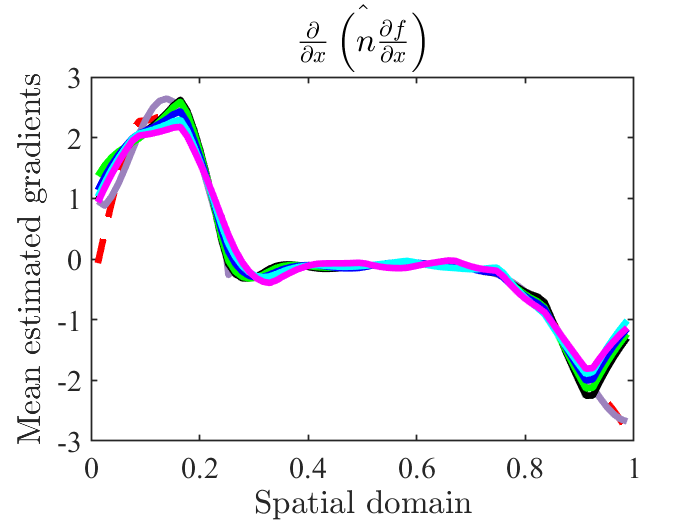 ∂/∂x (n̂ ∂f/∂x)
3
2
1
0
-1
-2
-3
Mean estimated gradients
0 0.2 0.4 0.6 0.8 1
Spatial domain